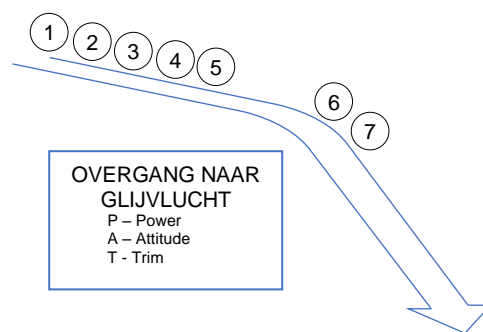 1
2
3
4
5
6
7
OVERGANG NAAR
GLIJVLUCHT
P – Power
A – Attitude
T - Trim